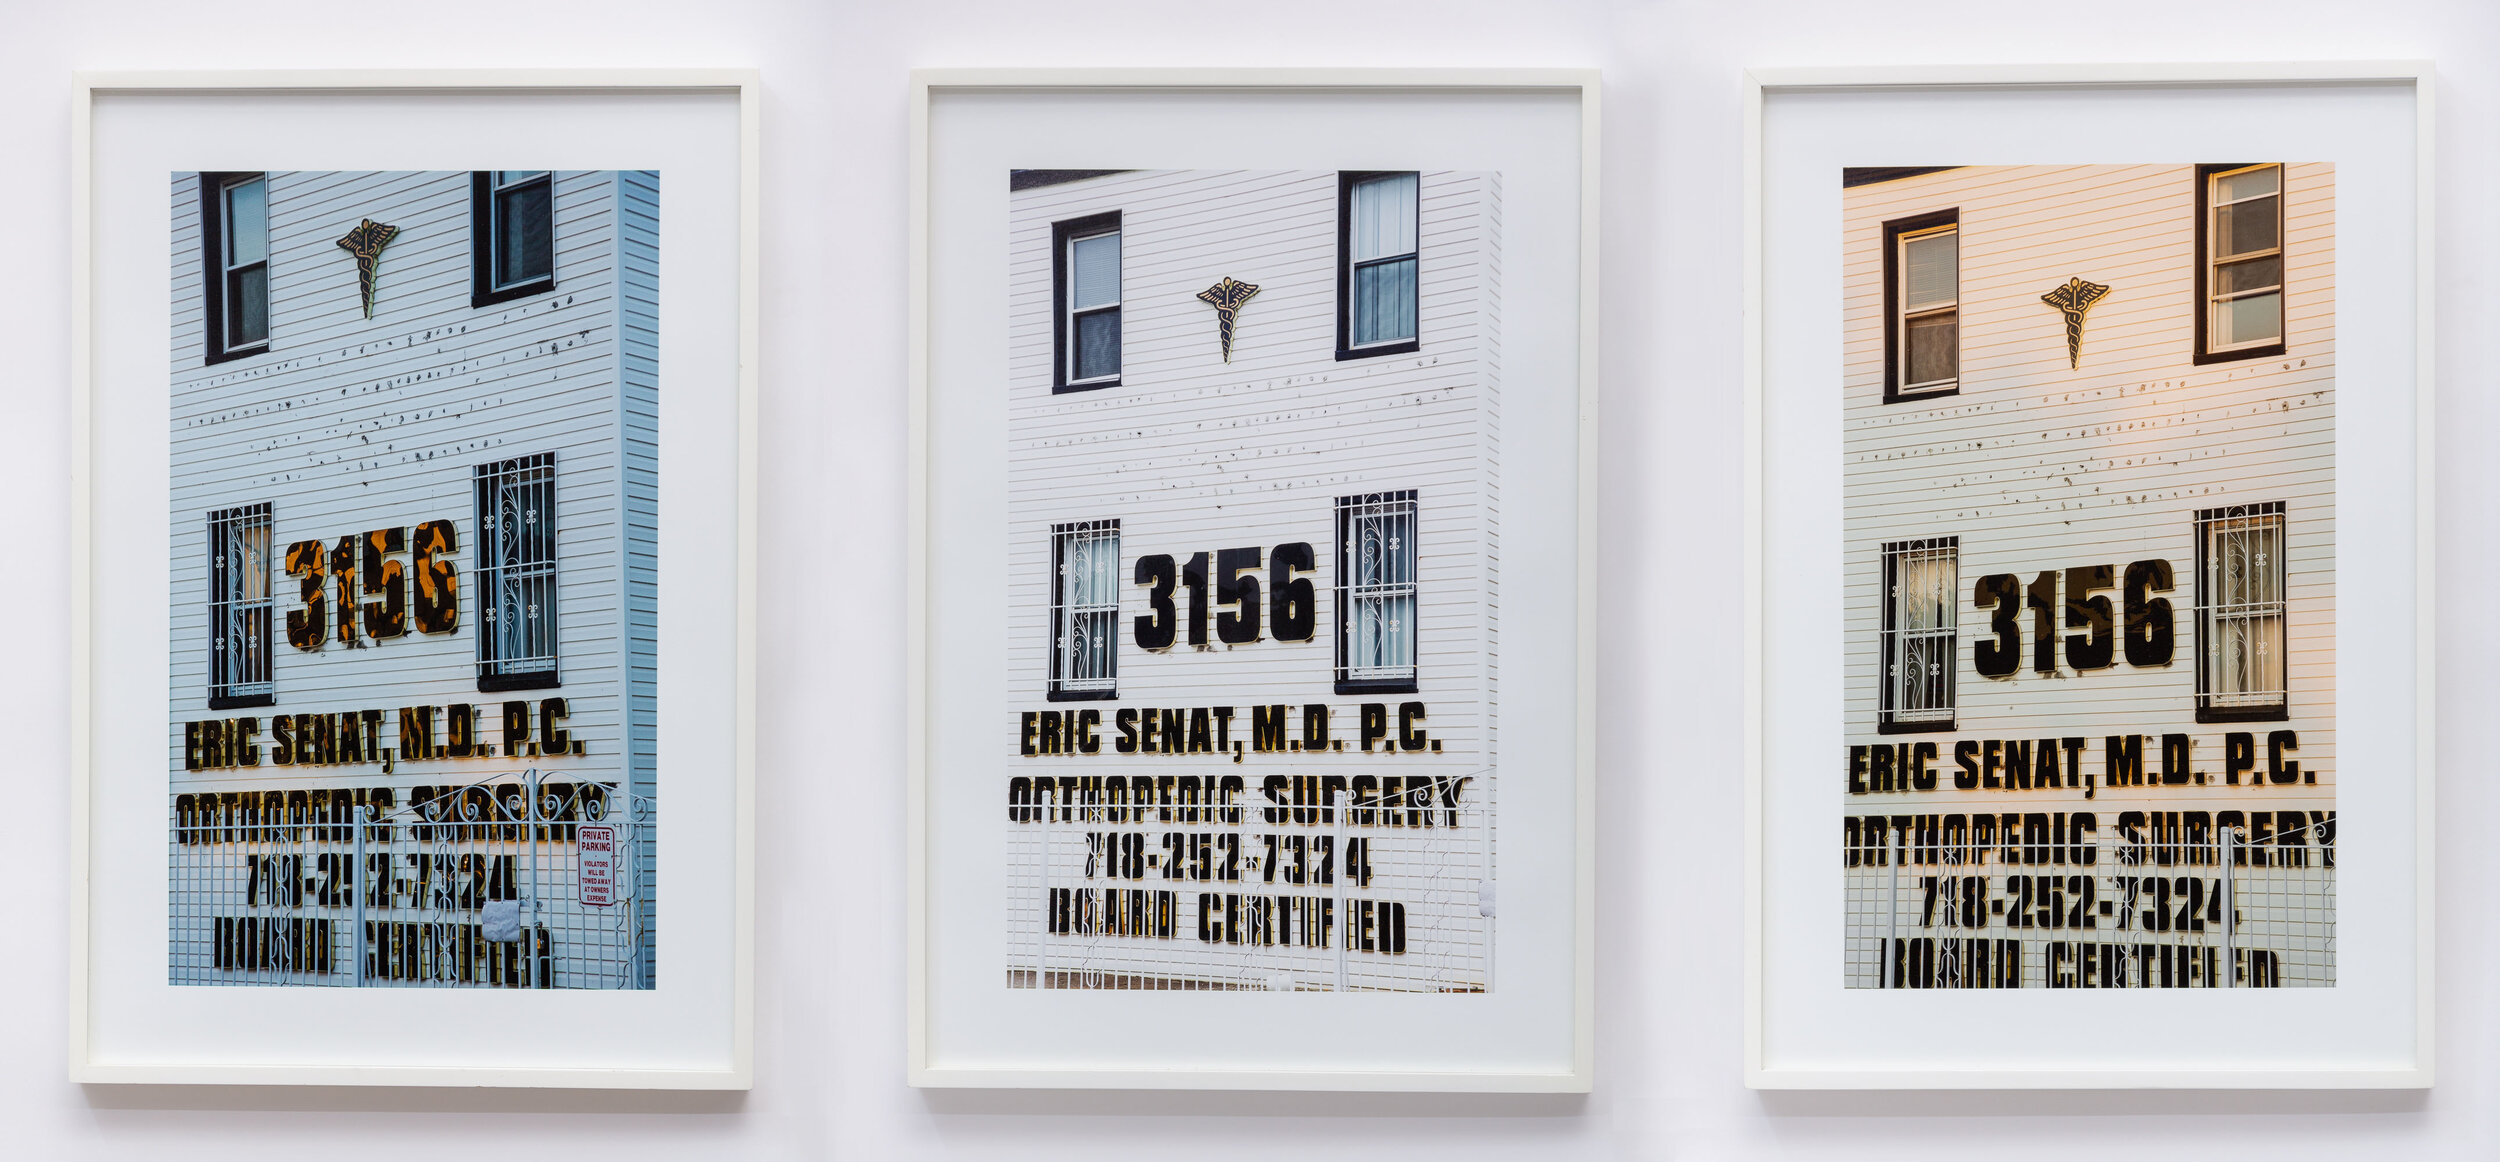 3156
ERIC SENAT, M.D. P.C.
ORTHOPEDIC SURGERY
718-252-7324
BOARD CERTIFIED
PRIVATE
PARKING
VIOLATORS
WILL BE
TOWED AWAY
AT OWNERS
EXPENSE
3156
ERIC SENAT, M.D. P.C.
ORTHOPEDIC SURGERY
718-252-7324
BOARD CERTIFIED
3156
ERIC SENAT, M.D. P.C.
ORTHOPEDIC SURGERY
718-252-7324
BOARD CERTIFIED